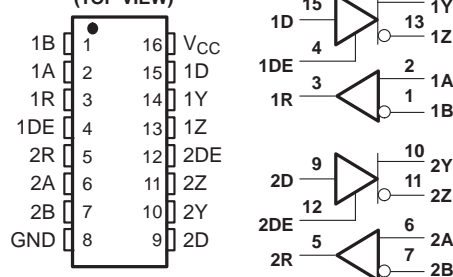 (TOP VIEW)
1B 1 16 VCC
1A 2 15 1D
1R 3 14 1Y
1DE 4 13 1Z
2R 5 12 2DE
2A 6 11 2Z
2B 7 10 2Y
GND 8 9 2D
15 1Y
1D 13
4 1Z
1DE
3 2 1A
1R 1 1B
9 10 2Y
2D 11 2Z
12
2DE
5 6 2A
2R 7 2B